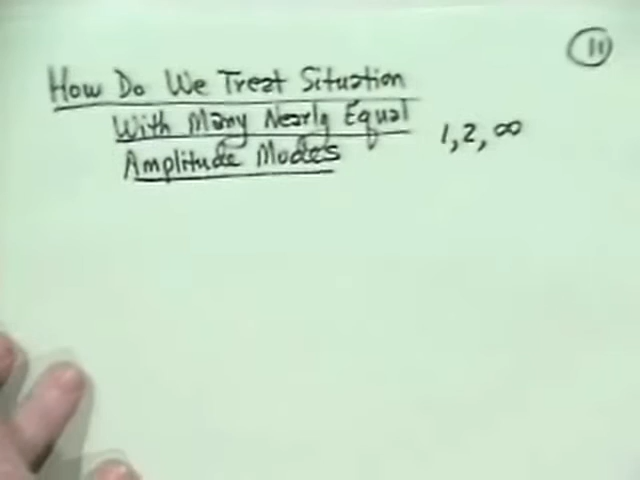 11
How Do We Treat Situation
With Many Nearly Equal
Amplitude Modes
1, 2, ∞